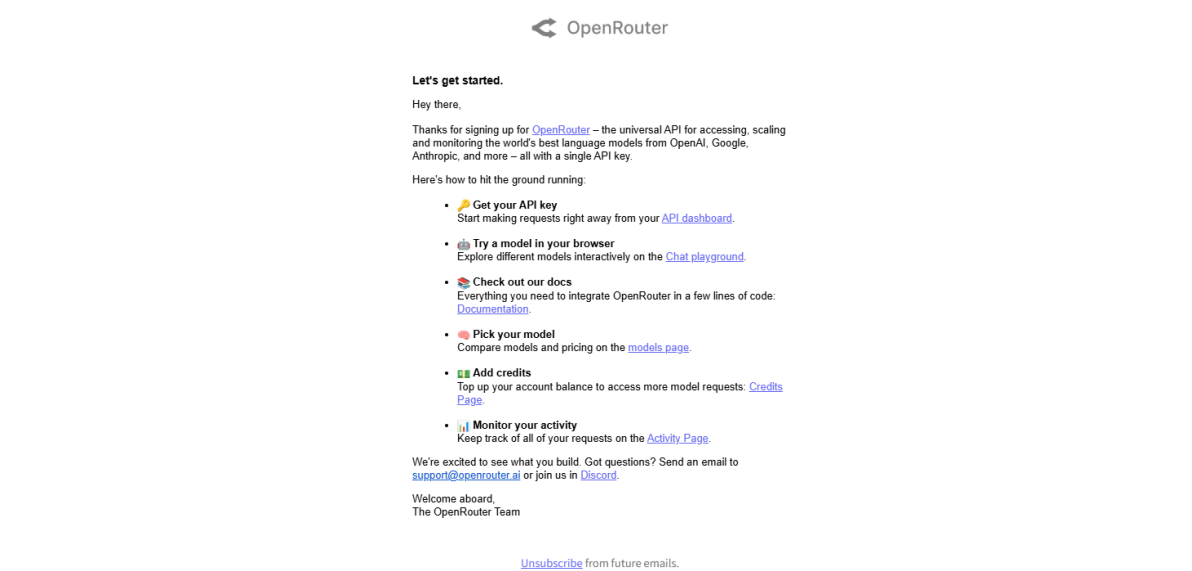 OpenRouter
Let's get started.
Hey there,
Thanks for signing up for OpenRouter – the universal API for accessing, scaling
and monitoring the world's best language models from OpenAI, Google,
Anthropic, and more – all with a single API key.
Here's how to hit the ground running:
• 🔑 Get your API key
Start making requests right away from your API dashboard.
• 🤖 Try a model in your browser
Explore different models interactively on the Chat playground.
• 📚 Check out our docs
Everything you need to integrate OpenRouter in a few lines of code:
Documentation.
• 🧠 Pick your model
Compare models and pricing on the models page.
• 💵 Add credits
Top up your account balance to access more model requests: Credits
Page.
• 📊 Monitor your activity
Keep track of all of your requests on the Activity Page.
We're excited to see what you build. Got questions? Send an email to
support@openrouter.ai or join us in Discord.
Welcome aboard,
The OpenRouter Team
Unsubscribe from future emails.